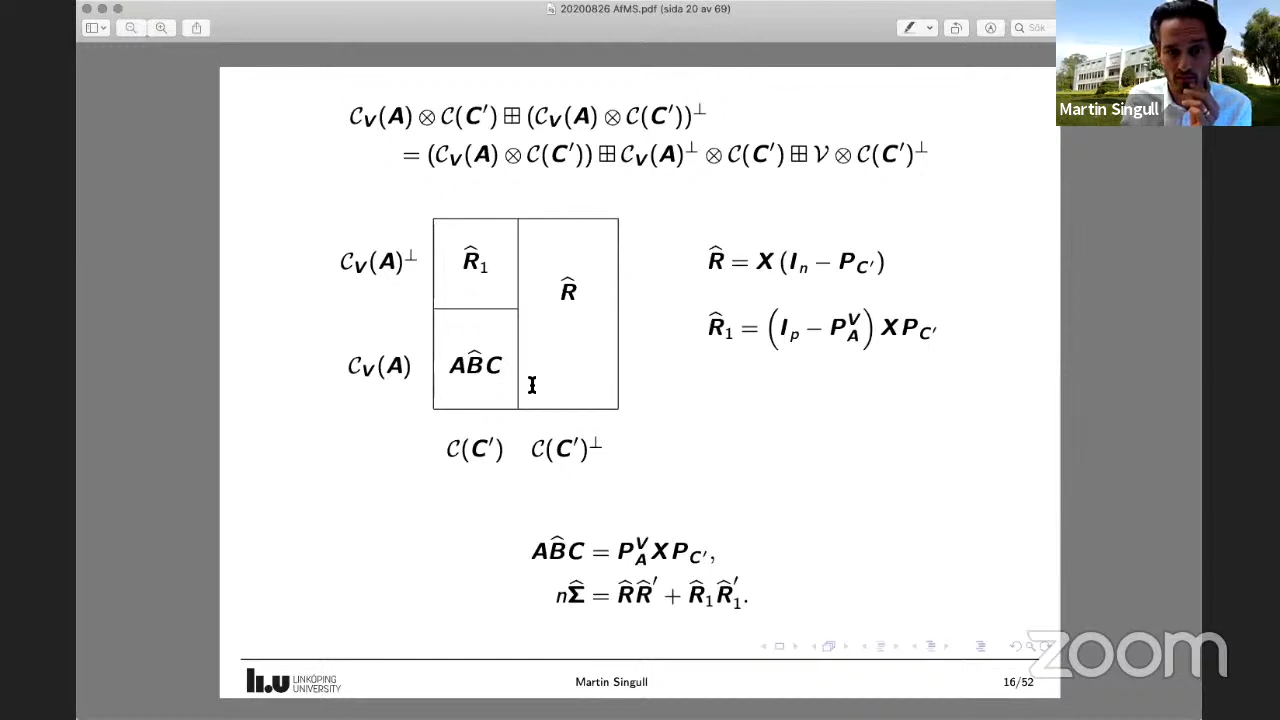 20200826 AfMS.pdf (sida 20 av 69)
Sök
Martin Singull
𝒞_V(A) ⊗ 𝒞(C′) ⊞ (𝒞_V(A) ⊗ 𝒞(C′))^⊥
= (𝒞_V(A) ⊗ 𝒞(C′)) ⊞ 𝒞_V(A)^⊥ ⊗ 𝒞(C′) ⊞ 𝒱 ⊗ 𝒞(C′)^⊥
𝒞_V(A)^⊥
R̂₁
R̂
R̂ = X (I_n − P_C′)
R̂₁ = (I_p − P_A^V) X P_C′
𝒞_V(A)
AB̂C
𝒞(C′) 𝒞(C′)^⊥
AB̂C = P_A^V X P_C′,
nΣ̂ = R̂R̂′ + R̂₁R̂₁′.
zoom
LI.U LINKÖPING
UNIVERSITY
Martin Singull
16/52